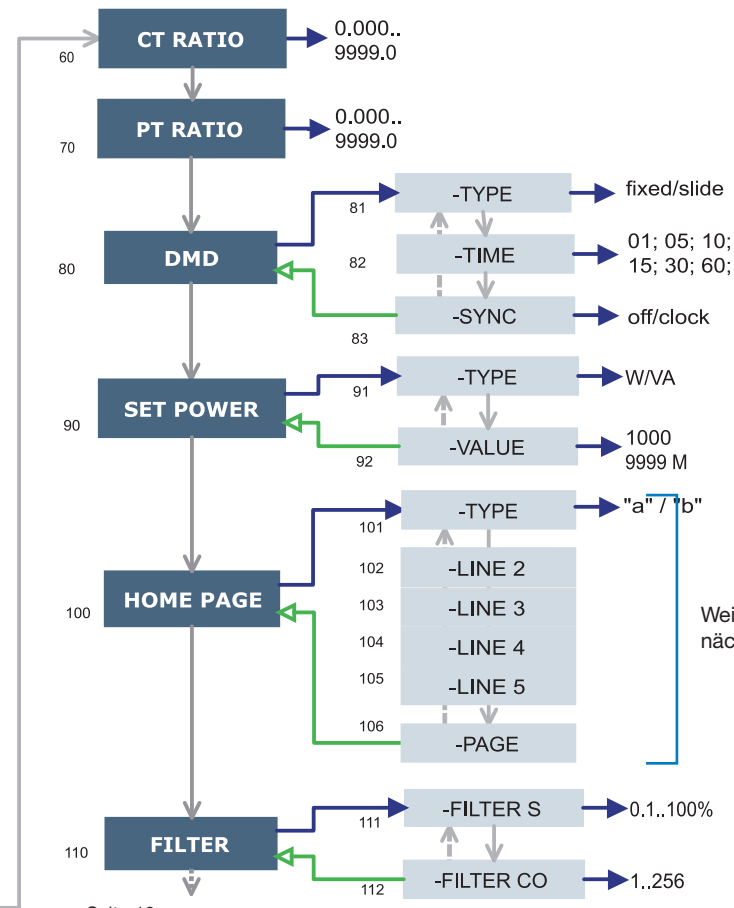 CT RATIO
60
0.000..
9999.0
PT RATIO
70
0.000..
9999.0
DMD
80
81
-TYPE
fixed/slide
82
-TIME
01; 05; 10;
15; 30; 60;
83
-SYNC
off/clock
SET POWER
90
91
-TYPE
W/VA
92
-VALUE
1000
9999 M
HOME PAGE
100
101
-TYPE
"a" / "b"
102
-LINE 2
103
-LINE 3
104
-LINE 4
105
-LINE 5
106
-PAGE
FILTER
110
111
-FILTER S
0.1..100%
112
-FILTER CO
1..256